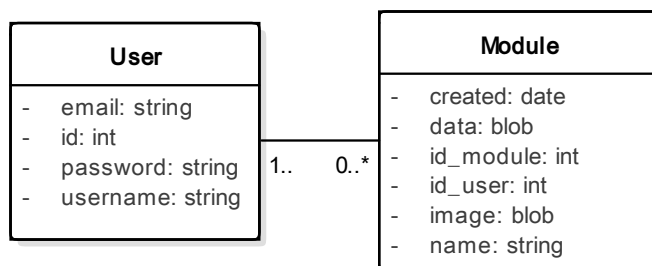 User
- email: string
- id: int
- password: string
- username: string
1..
0..*
Module
- created: date
- data: blob
- id_module: int
- id_user: int
- image: blob
- name: string